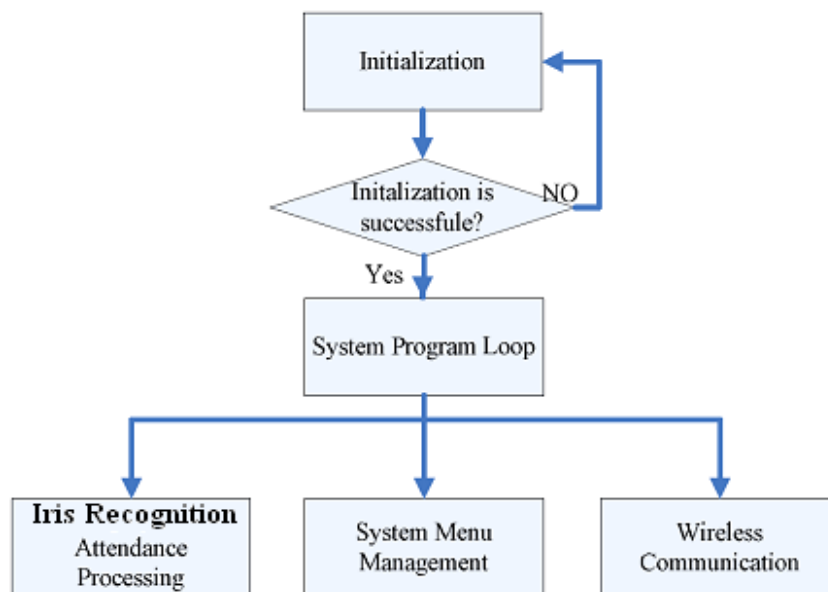 Initialization
Initalization is
successfule?
NO
Yes
System Program Loop
Iris Recognition
Attendance
Processing
System Menu
Management
Wireless
Communication